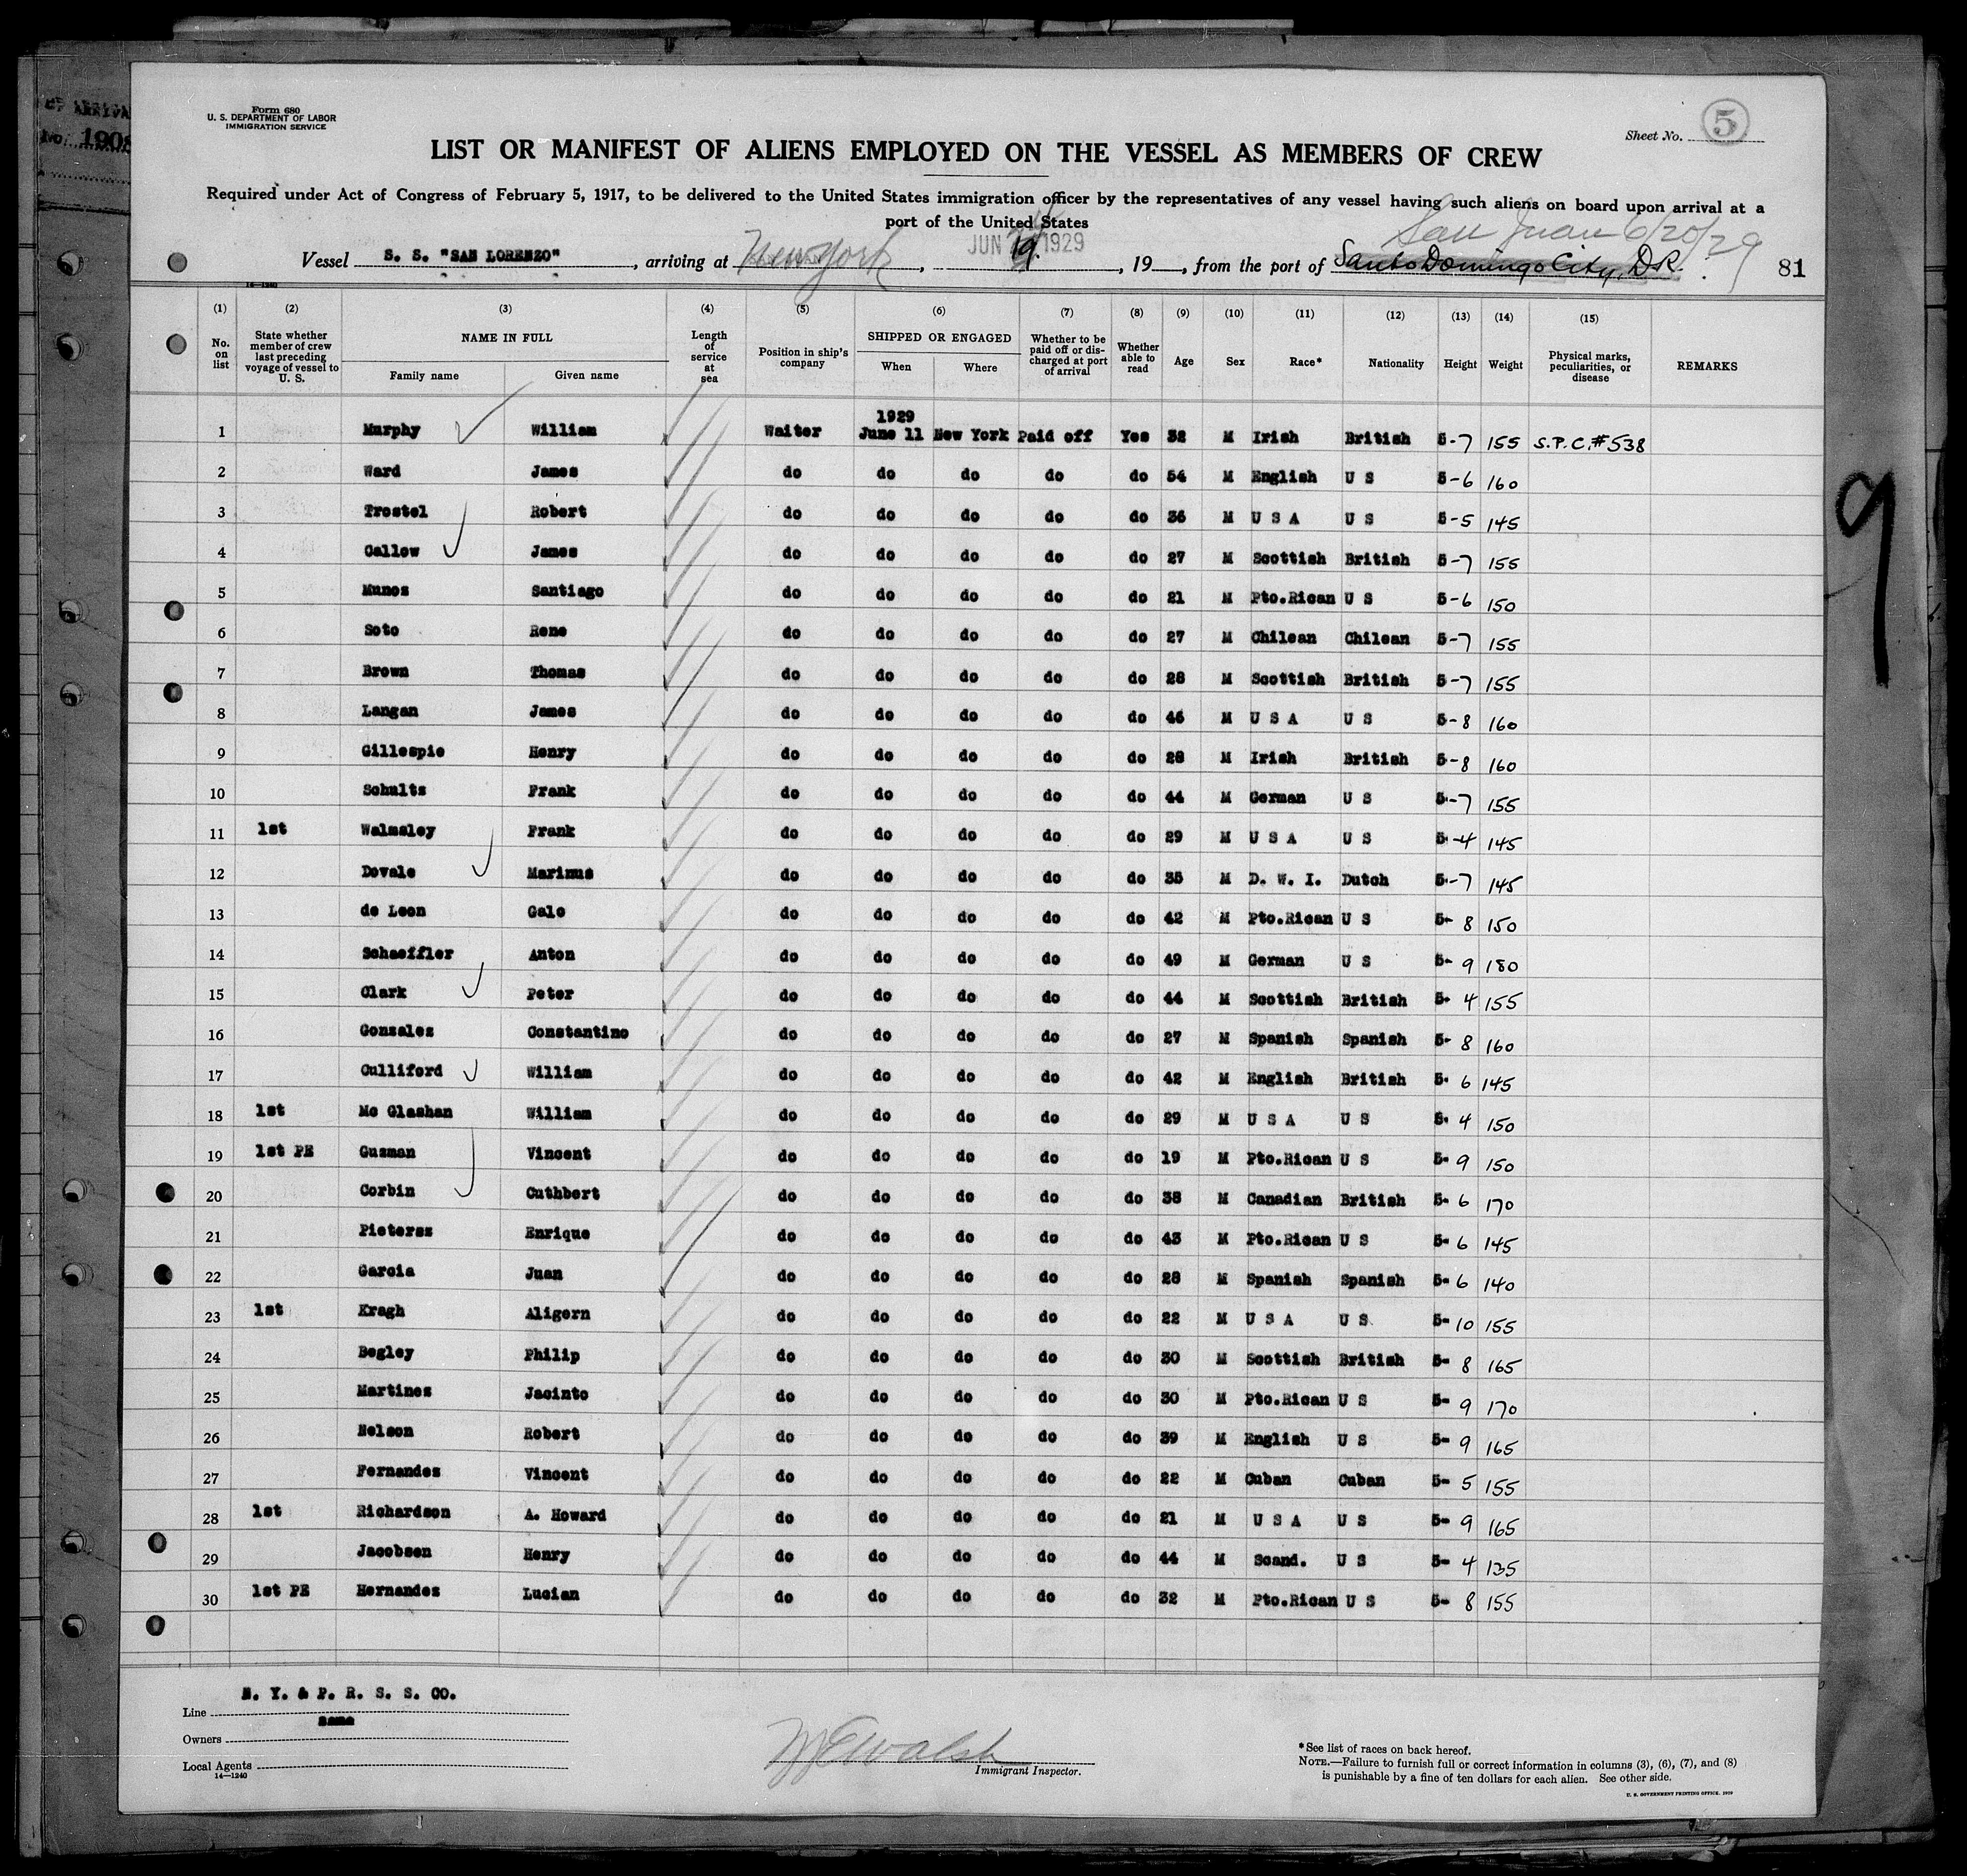 OF ARRIVA
No. 1908
Form 680
U. S. DEPARTMENT OF LABOR
IMMIGRATION SERVICE
Sheet No. 5
LIST OR MANIFEST OF ALIENS EMPLOYED ON THE VESSEL AS MEMBERS OF CREW
Required under Act of Congress of February 5, 1917, to be delivered to the United States immigration officer by the representatives of any vessel having such aliens on board upon arrival at a
port of the United States
San Juan 6/20/29
JUN 1929
Vessel S. S. "SAN LORENZO", arriving at New York, 19, 19, from the port of Santo Domingo City, D.R. 81
14-1240
(1) (2) (3) (4) (5) (6) (7) (8) (9) (10) (11) (12) (13) (14) (15)
No. on list State whether member of crew last preceding voyage of vessel to U. S. NAME IN FULL Family name Given name Length of service at sea Position in ship's company SHIPPED OR ENGAGED When Where Whether to be paid off or discharged at port of arrival Whether able to read Age Sex Race* Nationality Height Weight Physical marks, peculiarities, or disease REMARKS
1929
1 Murphy William Waiter June 11 New York Paid off Yes 32 M Irish British 5-7 155 S.P.C.#538
2 Ward James do do do do do 54 M English U S 5-6 160
3 Trostel Robert do do do do do 36 M U S A U S 5-5 145
4 Callow James do do do do do 27 M Scottish British 5-7 155
5 Munoz Santiago do do do do do 21 M Pto.Rican U S 5-6 150
6 Soto Rene do do do do do 27 M Chilean Chilean 5-7 155
7 Brown Thomas do do do do do 28 M Scottish British 5-7 155
8 Langan James do do do do do 46 M U S A U S 5-8 160
9 Gillespie Henry do do do do do 28 M Irish British 5-8 160
10 Schultz Frank do do do do do 44 M German U S 5-7 155
11 1st Walmsley Frank do do do do do 29 M U S A U S 5-4 145
12 Dovale Marinus do do do do do 35 M D. W. I. Dutch 5-7 145
13 de Leon Galo do do do do do 42 M Pto.Rican U S 5-8 150
14 Schaeifler Anton do do do do do 49 M German U S 5-9 180
15 Clark Peter do do do do do 44 M Scottish British 5-4 155
16 Gonzalez Constantino do do do do do 27 M Spanish Spanish 5-8 160
17 Culliford William do do do do do 42 M English British 5-6 145
18 1st Mc Glashan William do do do do do 29 M U S A U S 5-4 150
19 1st PE Guzman Vincent do do do do do 19 M Pto.Rican U S 5-9 150
20 Corbin Cuthbert do do do do do 38 M Canadian British 5-6 170
21 Pietersz Enrique do do do do do 43 M Pto.Rican U S 5-6 145
22 Garcia Juan do do do do do 28 M Spanish Spanish 5-6 140
23 1st Kragh Aligern do do do do do 22 M U S A U S 5-10 155
24 Begley Philip do do do do do 30 M Scottish British 5-8 165
25 Martinez Jacinto do do do do do 30 M Pto.Rican U S 5-9 170
26 Nelson Robert do do do do do 39 M English U S 5-9 165
27 Fernandez Vincent do do do do do 22 M Cuban Cuban 5-5 155
28 1st Richardson A. Howard do do do do do 21 M U S A U S 5-9 165
29 Jacobsen Henry do do do do do 44 M Scand. U S 5-4 135
30 1st PE Hernandez Lucian do do do do do 32 M Pto.Rican U S 5-8 155
9
Line N. Y. & P. R. S. S. CO.
Owners same
Local Agents
14-1240
W E Walsh
Immigrant Inspector.
*See list of races on back hereof.
NOTE.—Failure to furnish full or correct information in columns (3), (6), (7), and (8)
is punishable by a fine of ten dollars for each alien. See other side.
U. S. GOVERNMENT PRINTING OFFICE. 1929